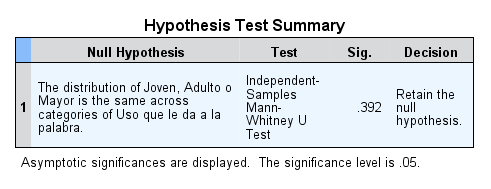 Hypothesis Test Summary
Null Hypothesis Test Sig. Decision
1
The distribution of Joven, Adulto o
Mayor is the same across
categories of Uso que le da a la
palabra.
Independent-
Samples
Mann-
Whitney U
Test
.392
Retain the
null
hypothesis.
Asymptotic significances are displayed. The significance level is .05.